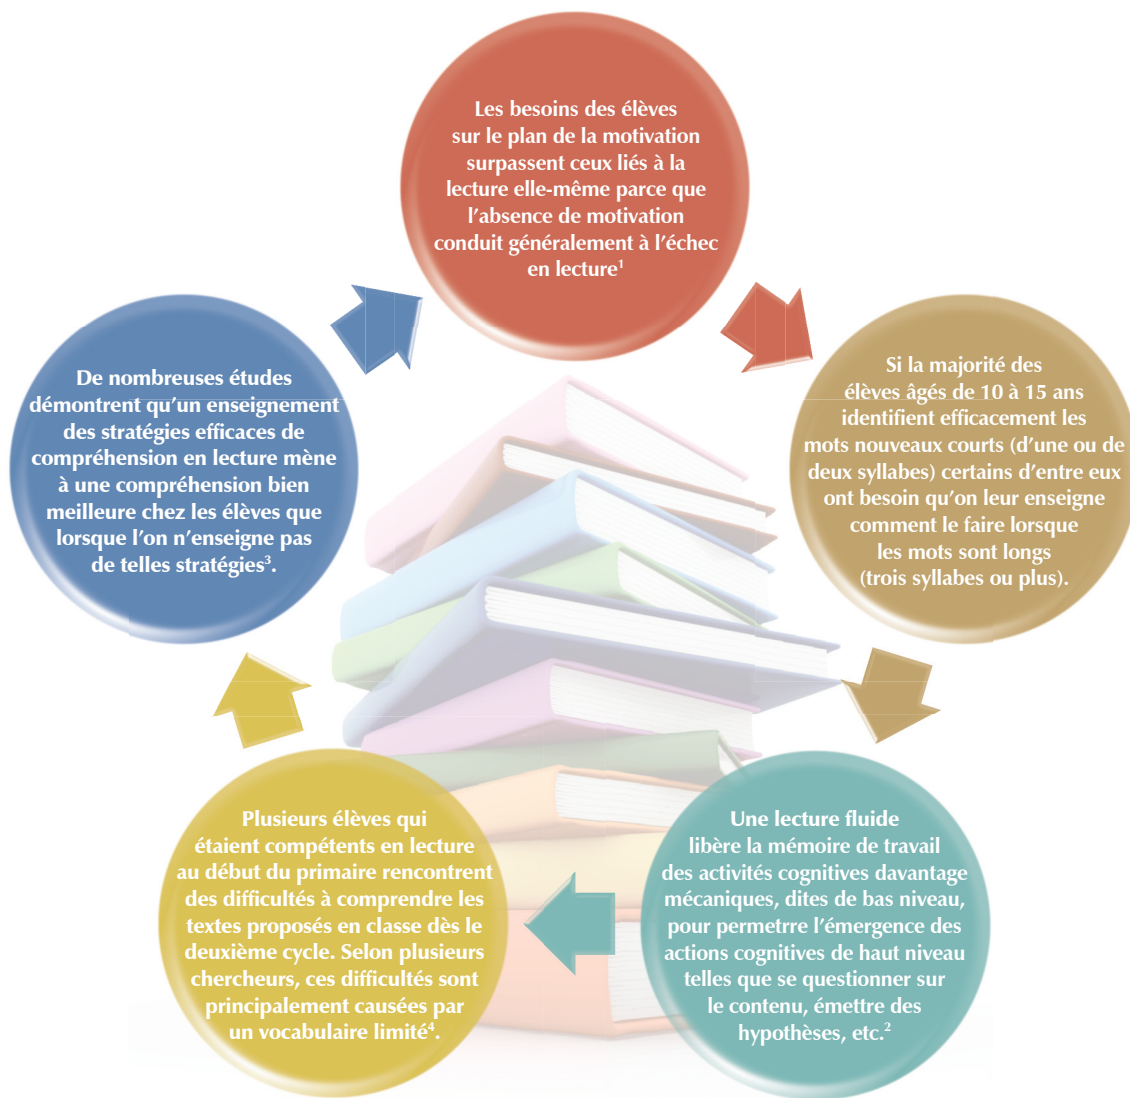 Les besoins des élèves
sur le plan de la motivation
surpassent ceux liés à la
lecture elle-même parce que
l'absence de motivation
conduit généralement à l'échec
en lecture¹
Si la majorité des
élèves âgés de 10 à 15 ans
identifient efficacement les
mots nouveaux courts (d'une ou de
deux syllabes) certains d'entre eux
ont besoin qu'on leur enseigne
comment le faire lorsque
les mots sont longs
(trois syllabes ou plus).
Une lecture fluide
libère la mémoire de travail
des activités cognitives davantage
mécaniques, dites de bas niveau,
pour permetrre l'émergence des
actions cognitives de haut niveau
telles que se questionner sur
le contenu, émettre des
hypothèses, etc.²
Plusieurs élèves qui
étaient compétents en lecture
au début du primaire rencontrent
des difficultés à comprendre les
textes proposés en classe dès le
deuxième cycle. Selon plusieurs
chercheurs, ces difficultés sont
principalement causées par
un vocabulaire limité⁴.
De nombreuses études
démontrent qu'un enseignement
des stratégies efficaces de
compréhension en lecture mène
à une compréhension bien
meilleure chez les élèves que
lorsque l'on n'enseigne pas
de telles stratégies³.